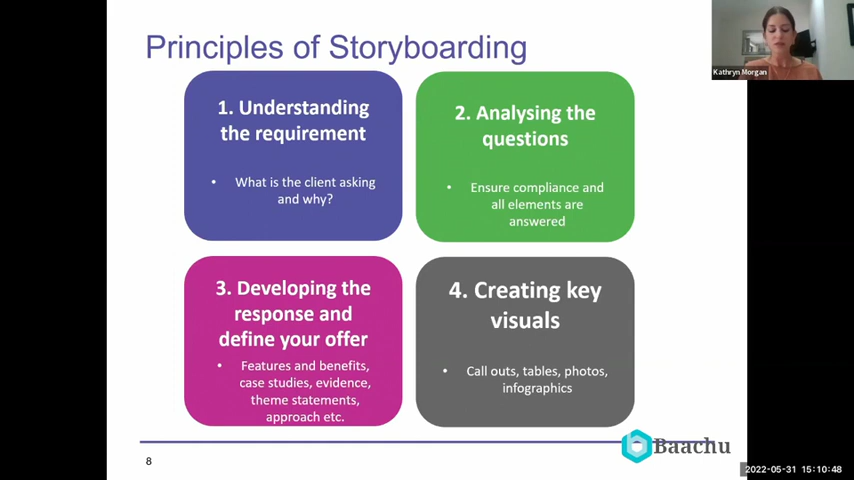 Principles of Storyboarding
Kathryn Morgan
1. Understanding
the requirement
• What is the client asking
and why?
2. Analysing the
questions
• Ensure compliance and
all elements are
answered
3. Developing the
response and
define your offer
• Features and benefits,
case studies, evidence,
theme statements,
approach etc.
4. Creating key
visuals
• Call outs, tables, photos,
infographics
Baachu
8
2022-05-31 15:10:48